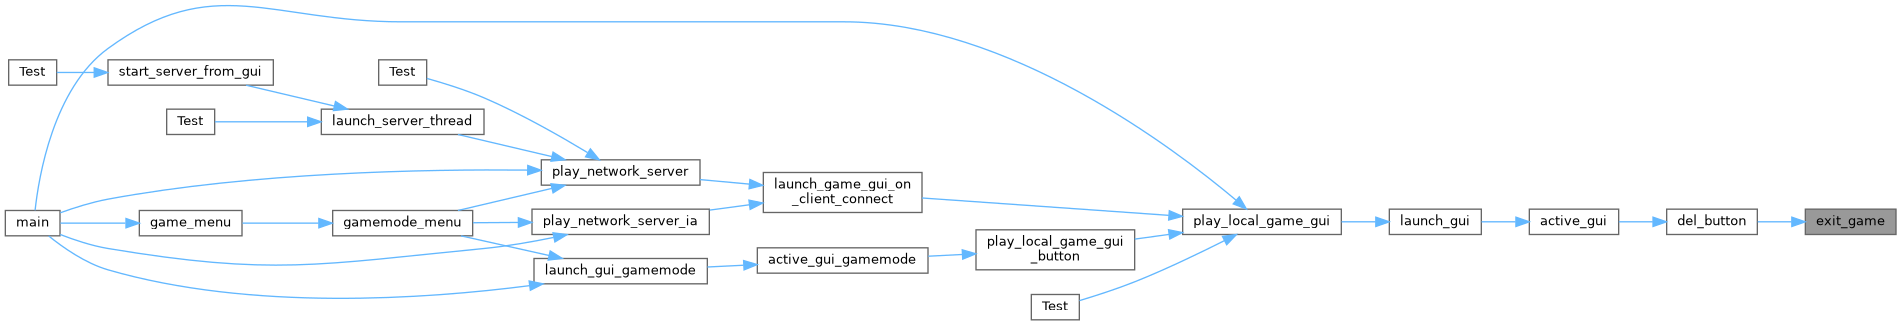 Test
start_server_from_gui
Test
Test
launch_server_thread
play_network_server
launch_game_gui_on
_client_connect
main
game_menu
gamemode_menu
play_network_server_ia
play_local_game_gui
launch_gui
active_gui
del_button
exit_game
play_local_game_gui
_button
active_gui_gamemode
launch_gui_gamemode
Test